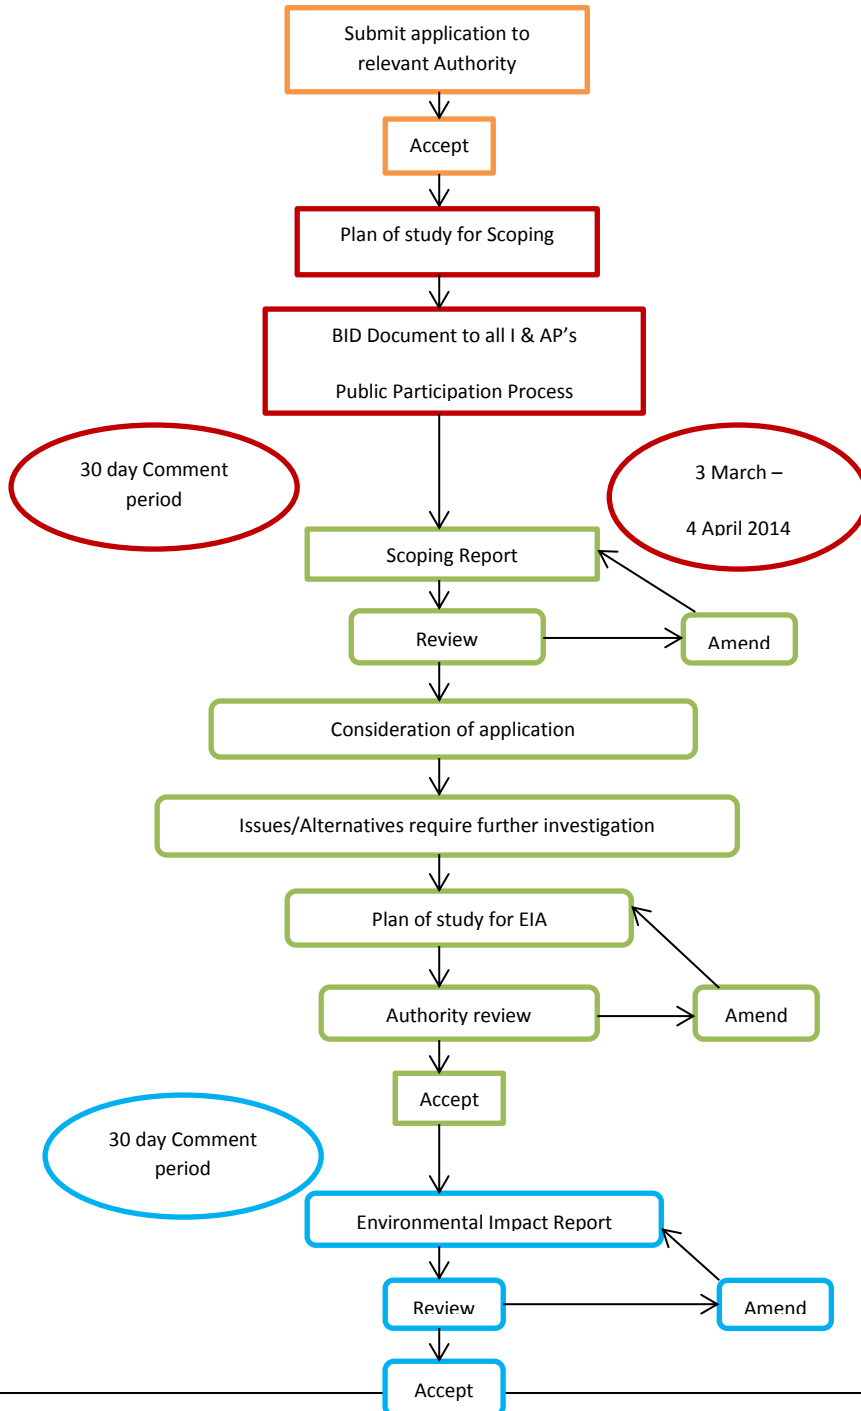 Submit application to
relevant Authority
Accept
Plan of study for Scoping
BID Document to all I & AP’s
Public Participation Process
30 day Comment
period
3 March –
4 April 2014
Scoping Report
Review
Amend
Consideration of application
Issues/Alternatives require further investigation
Plan of study for EIA
Authority review
Amend
Accept
30 day Comment
period
Environmental Impact Report
Review
Amend
Accept